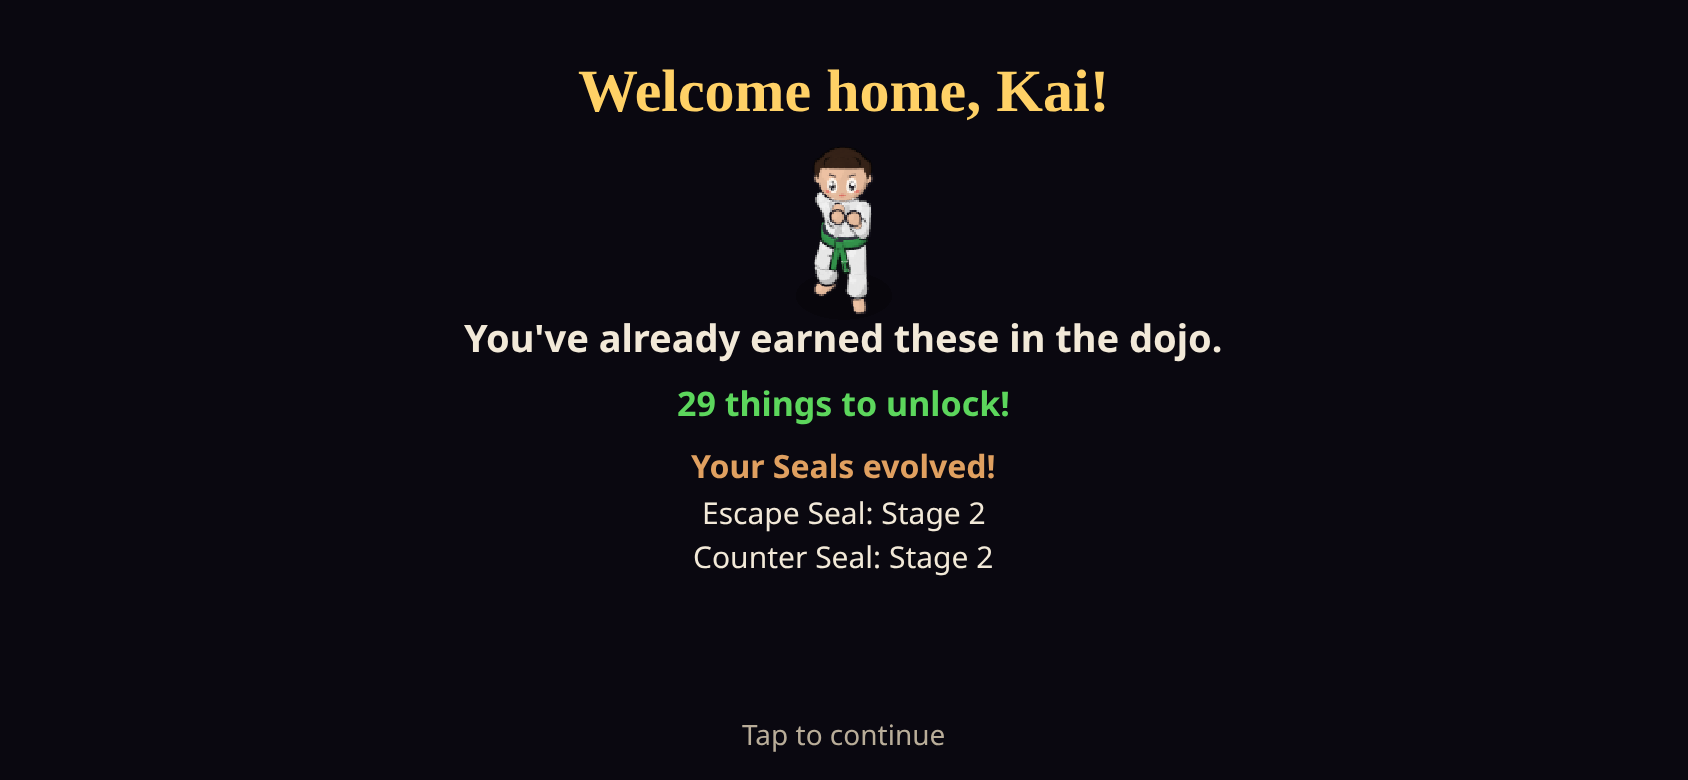 Welcome home, Kai!
You've already earned these in the dojo.
29 things to unlock!
Your Seals evolved!
Escape Seal: Stage 2
Counter Seal: Stage 2
Tap to continue